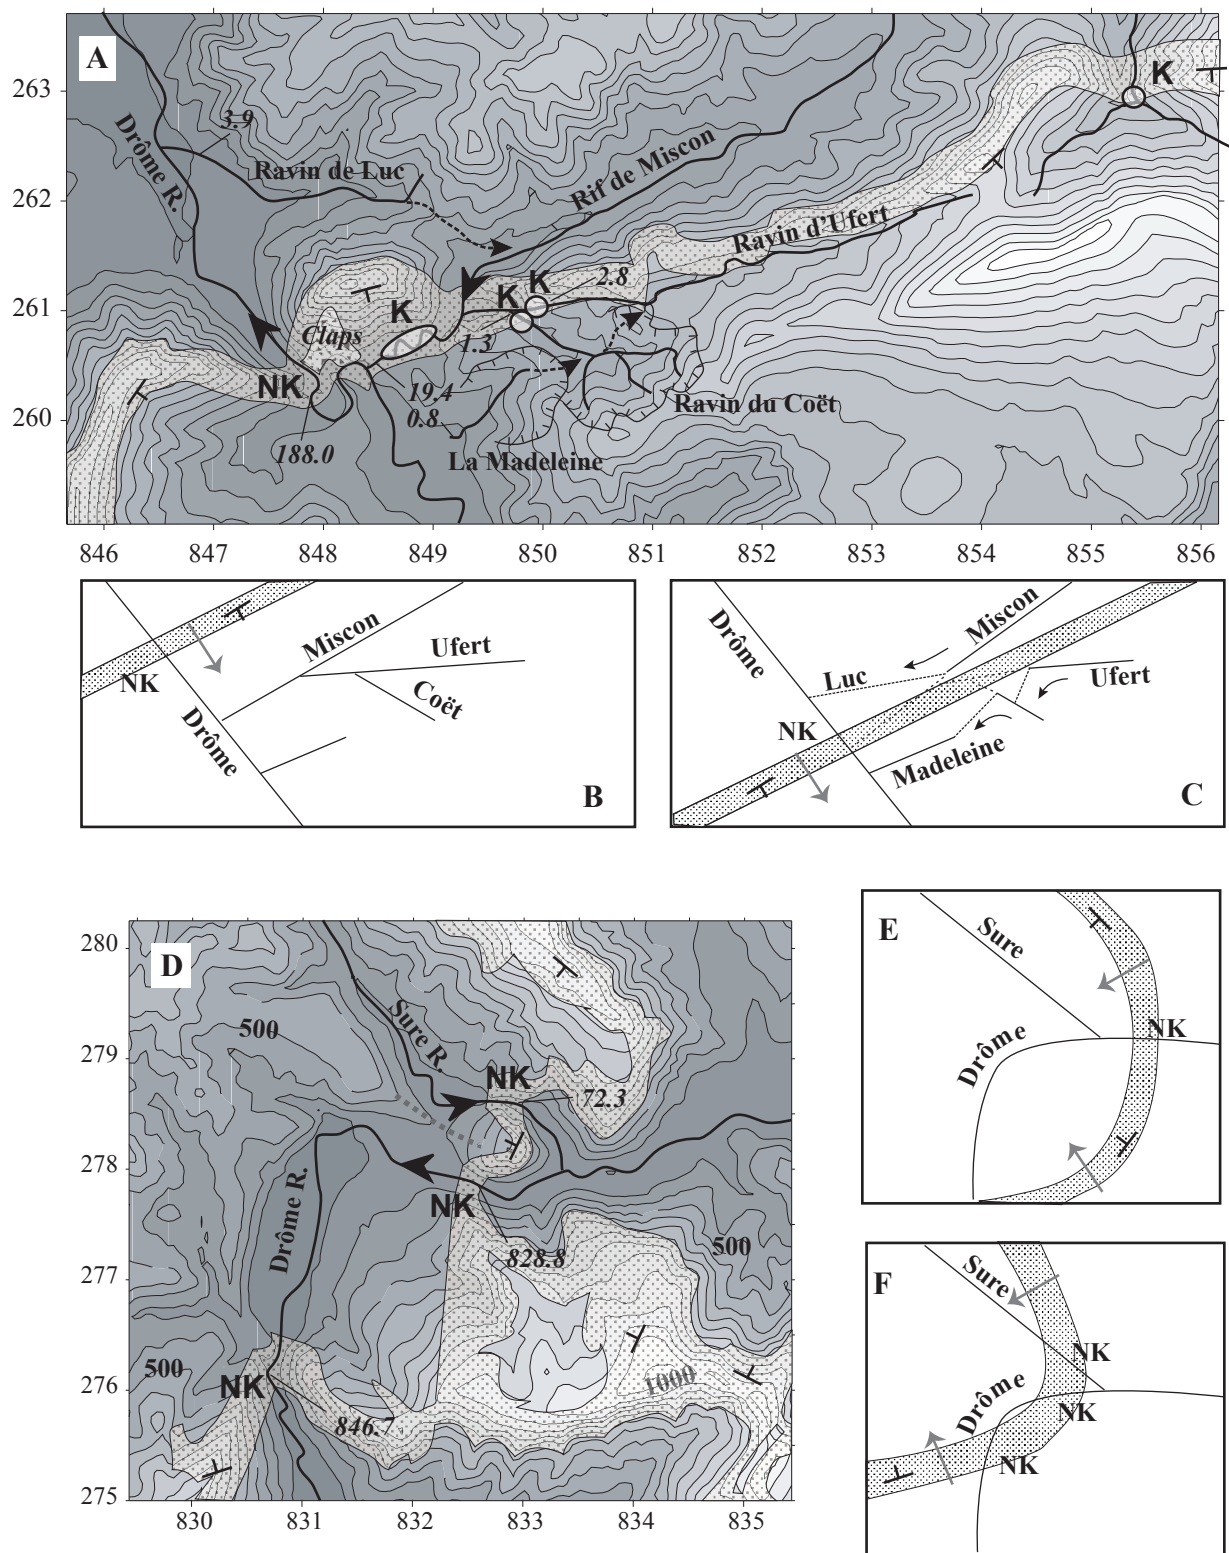 A
263
262
261
260
Drôme R.
3.9
Ravin de Luc
Rif de Miscon
Ravin d'Ufert
K
K
K
K
2.8
1.3
Claps
NK
19.4
0.8
188.0
La Madeleine
Ravin du Coët
846
847
848
849
850
851
852
853
854
855
856
NK
Miscon
Ufert
Coët
Drôme
B
Drôme
Miscon
Luc
Ufert
NK
Madeleine
C
D
280
279
278
277
276
275
500
Sure R.
NK
72.3
Drôme R.
NK
828.8
500
500
NK
1000
846.7
830
831
832
833
834
835
E
Sure
NK
Drôme
F
Sure
NK
Drôme
NK
NK